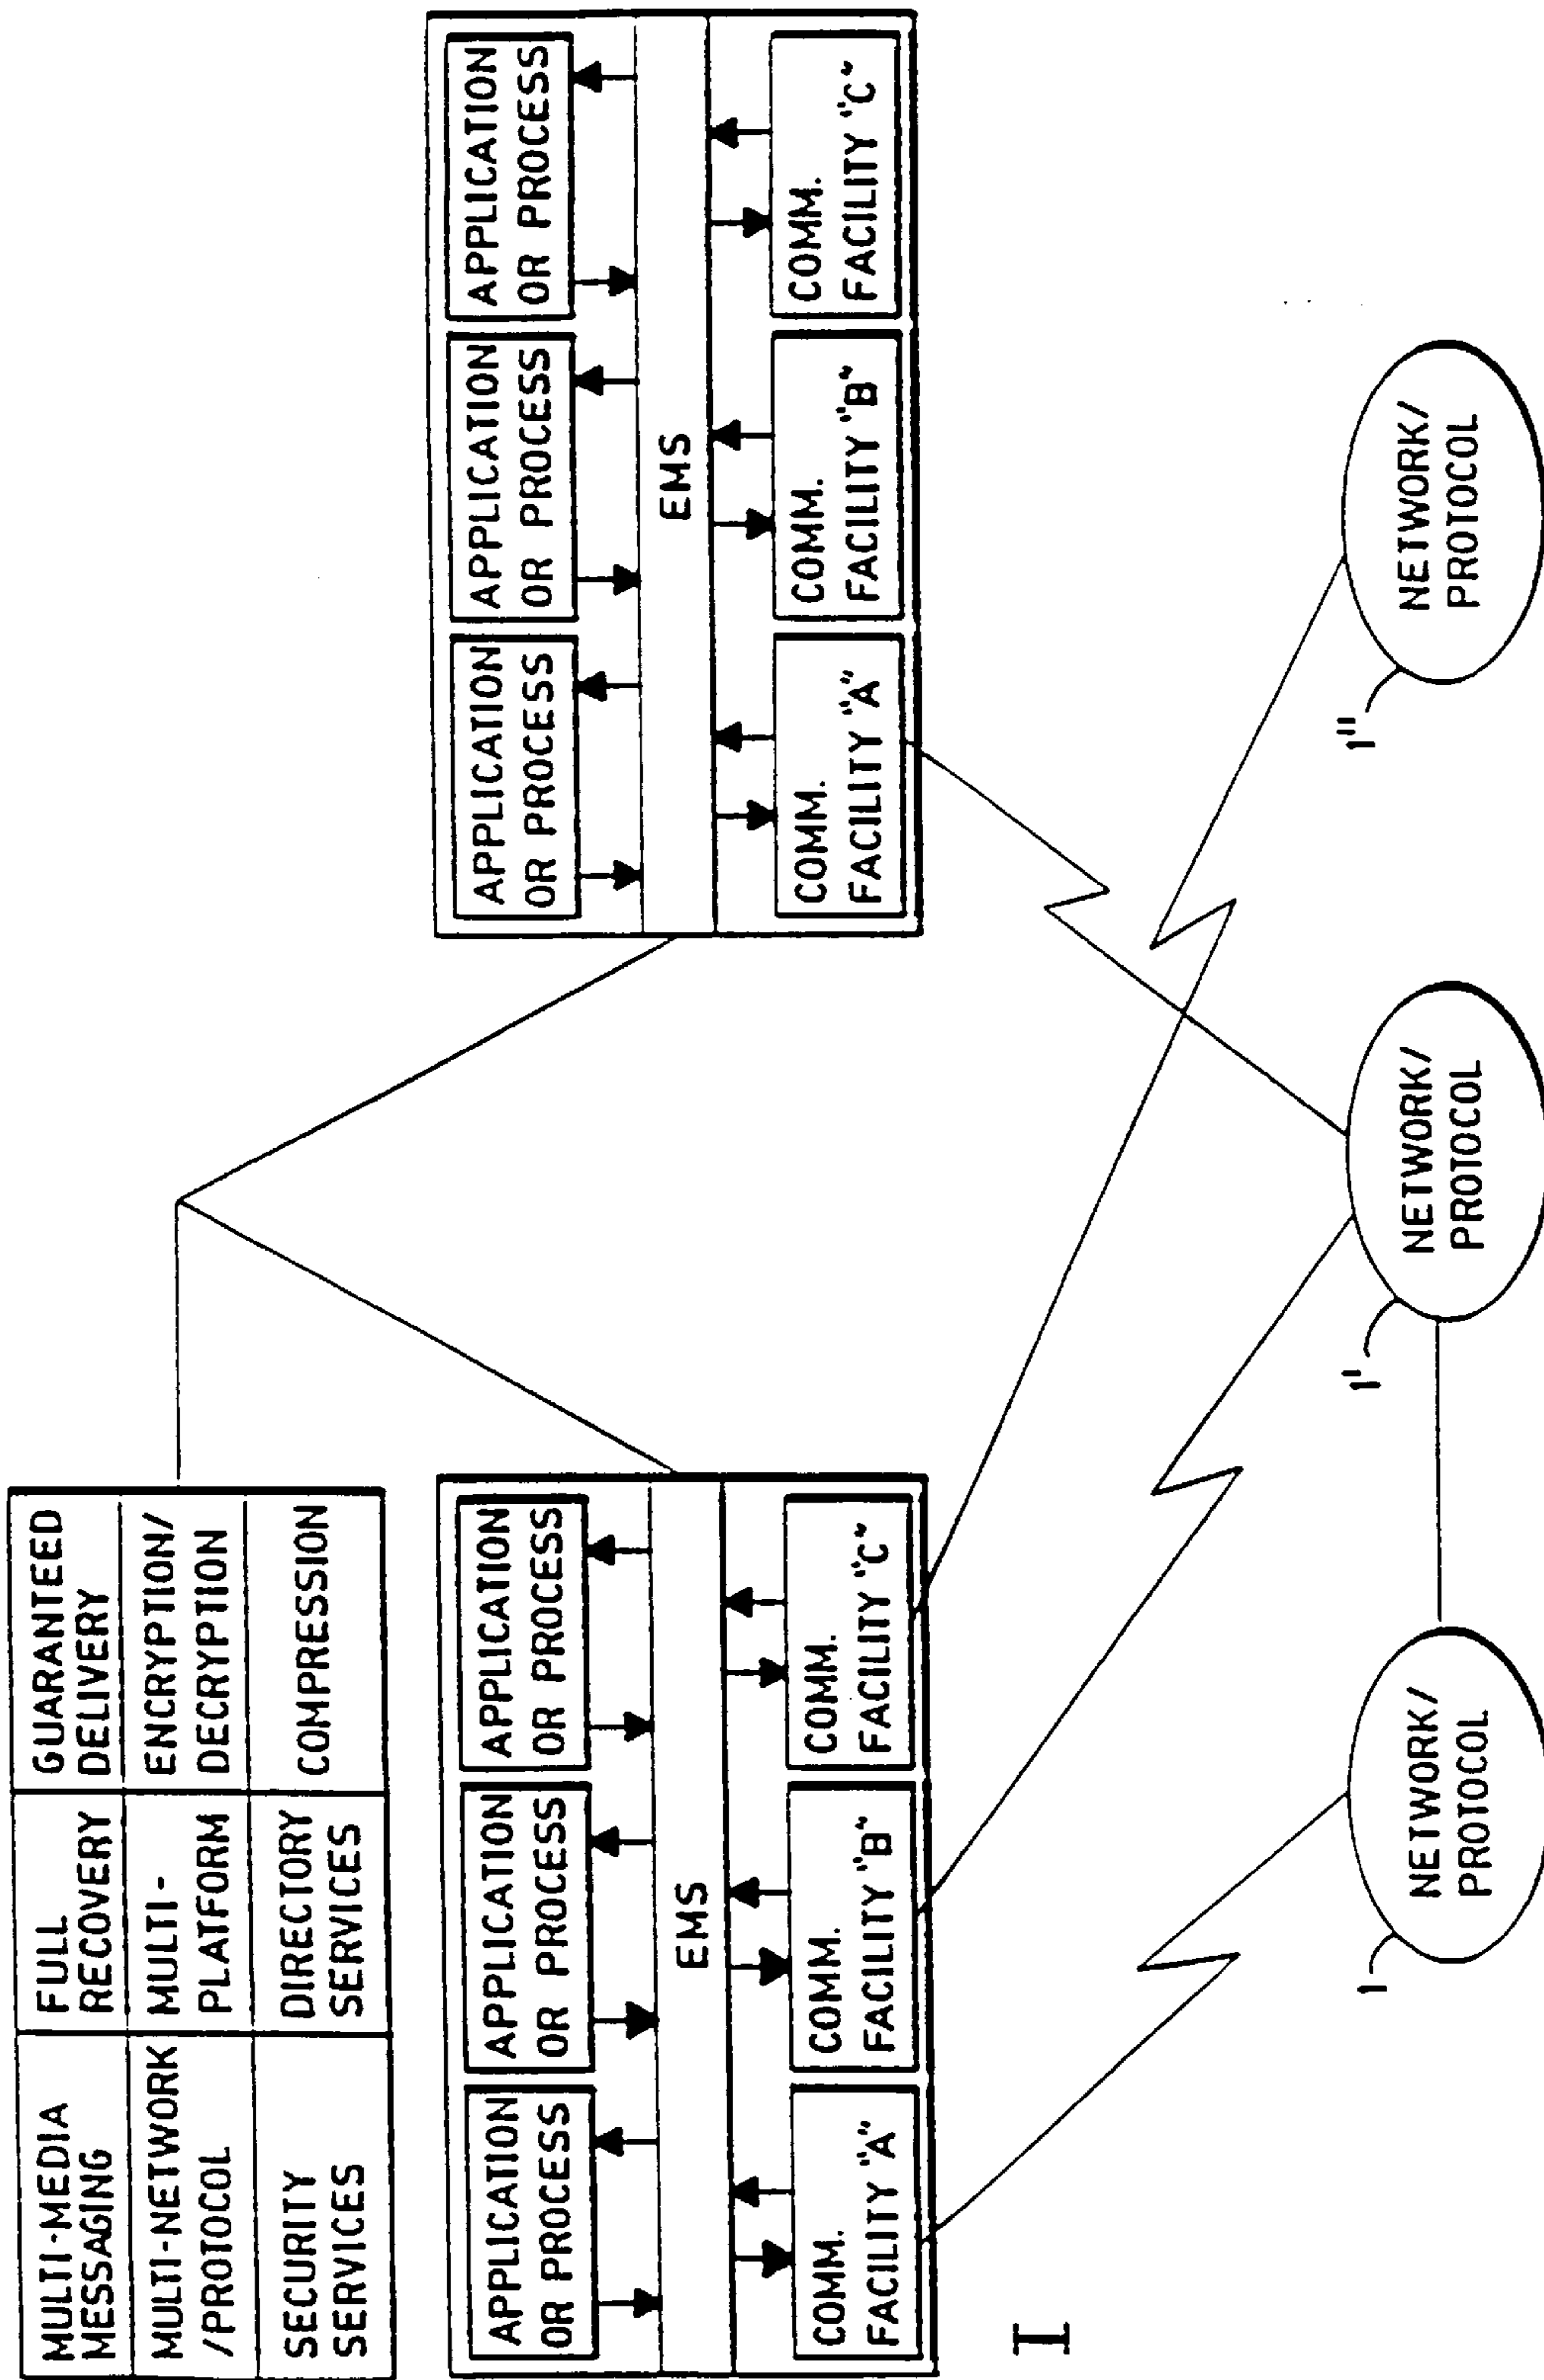 MULTI-MEDIA
MESSAGING
FULL
RECOVERY
GUARANTEED
DELIVERY
MULTI-NETWORK
/PROTOCOL
MULTI-
PLATFORM
ENCRYPTION/
DECRYPTION
SECURITY
SERVICES
DIRECTORY
SERVICES
COMPRESSION
APPLICATION
OR PROCESS
APPLICATION
OR PROCESS
APPLICATION
OR PROCESS
EMS
COMM.
FACILITY "A"
COMM.
FACILITY "B"
COMM.
FACILITY "C"
APPLICATION
OR PROCESS
APPLICATION
OR PROCESS
APPLICATION
OR PROCESS
EMS
COMM.
FACILITY "A"
COMM.
FACILITY "B"
COMM.
FACILITY "C"
I
1
NETWORK/
PROTOCOL
1'
NETWORK/
PROTOCOL
1"
NETWORK/
PROTOCOL